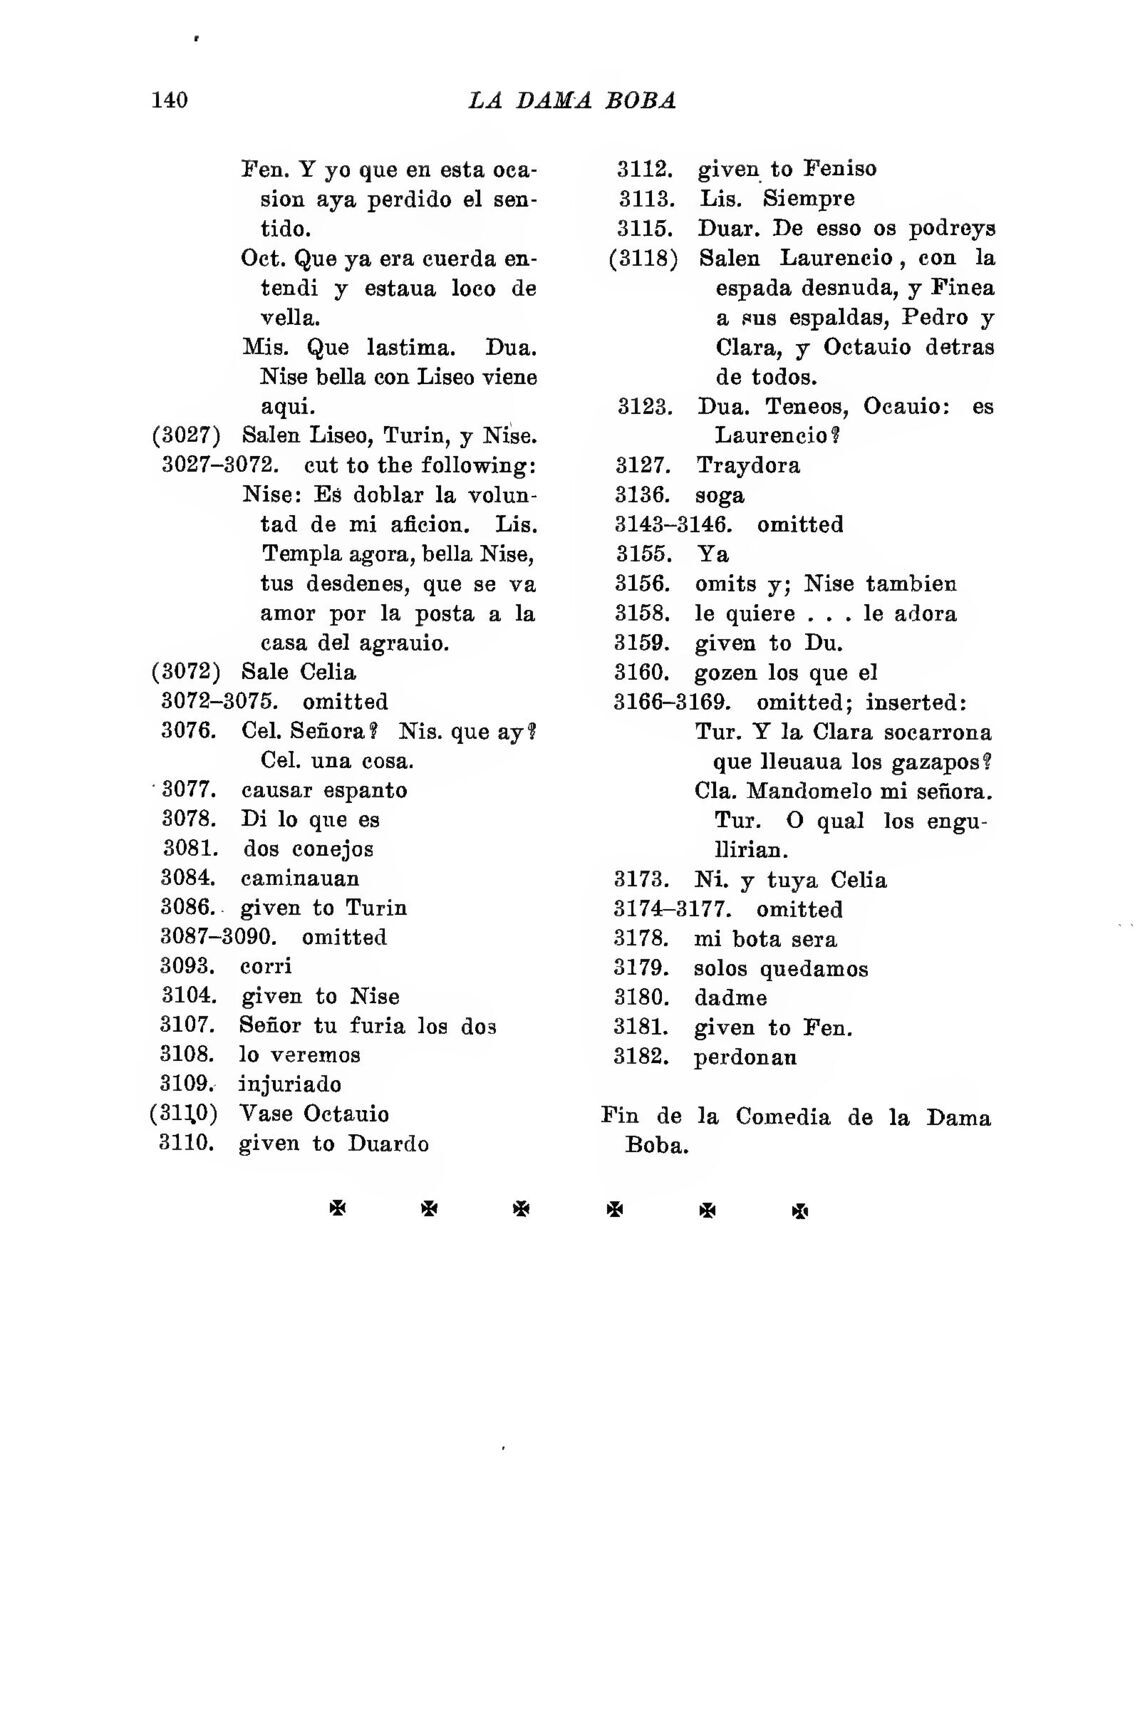 140 LA DAMA BOBA
Fen. Y yo que en esta oca-
sion aya perdido el sen-
tido.
Oct. Que ya era cuerda en-
tendi y estaua loco de
vella.
Mis. Que lastima. Dua.
Nise bella con Liseo viene
aqui.
(3027) Salen Liseo, Turin, y Nise.
3027–3072. cut to the following:
Nise: Es doblar la volun-
tad de mi aficion. Lis.
Templa agora, bella Nise,
tus desdenes, que se va
amor por la posta a la
casa del agrauio.
(3072) Sale Celia
3072–3075. omitted
3076. Cel. Señora? Nis. que ay?
Cel. una cosa.
3077. causar espanto
3078. Di lo que es
3081. dos conejos
3084. caminauan
3086. given to Turin
3087–3090. omitted
3093. corri
3104. given to Nise
3107. Señor tu furia los dos
3108. lo veremos
3109. injuriado
(3110) Vase Octauio
3110. given to Duardo
3112. given to Feniso
3113. Lis. Siempre
3115. Duar. De esso os podreys
(3118) Salen Laurencio, con la
espada desnuda, y Finea
a sus espaldas, Pedro y
Clara, y Octauio detras
de todos.
3123. Dua. Teneos, Ocauio: es
Laurencio?
3127. Traydora
3136. soga
3143–3146. omitted
3155. Ya
3156. omits y; Nise tambien
3158. le quiere . . . le adora
3159. given to Du.
3160. gozen los que el
3166–3169. omitted; inserted:
Tur. Y la Clara socarrona
que lleuaua los gazapos?
Cla. Mandomelo mi señora.
Tur. O qual los engu-
llirian.
3173. Ni. y tuya Celia
3174–3177. omitted
3178. mi bota sera
3179. solos quedamos
3180. dadme
3181. given to Fen.
3182. perdonan
Fin de la Comedia de la Dama
Boba.